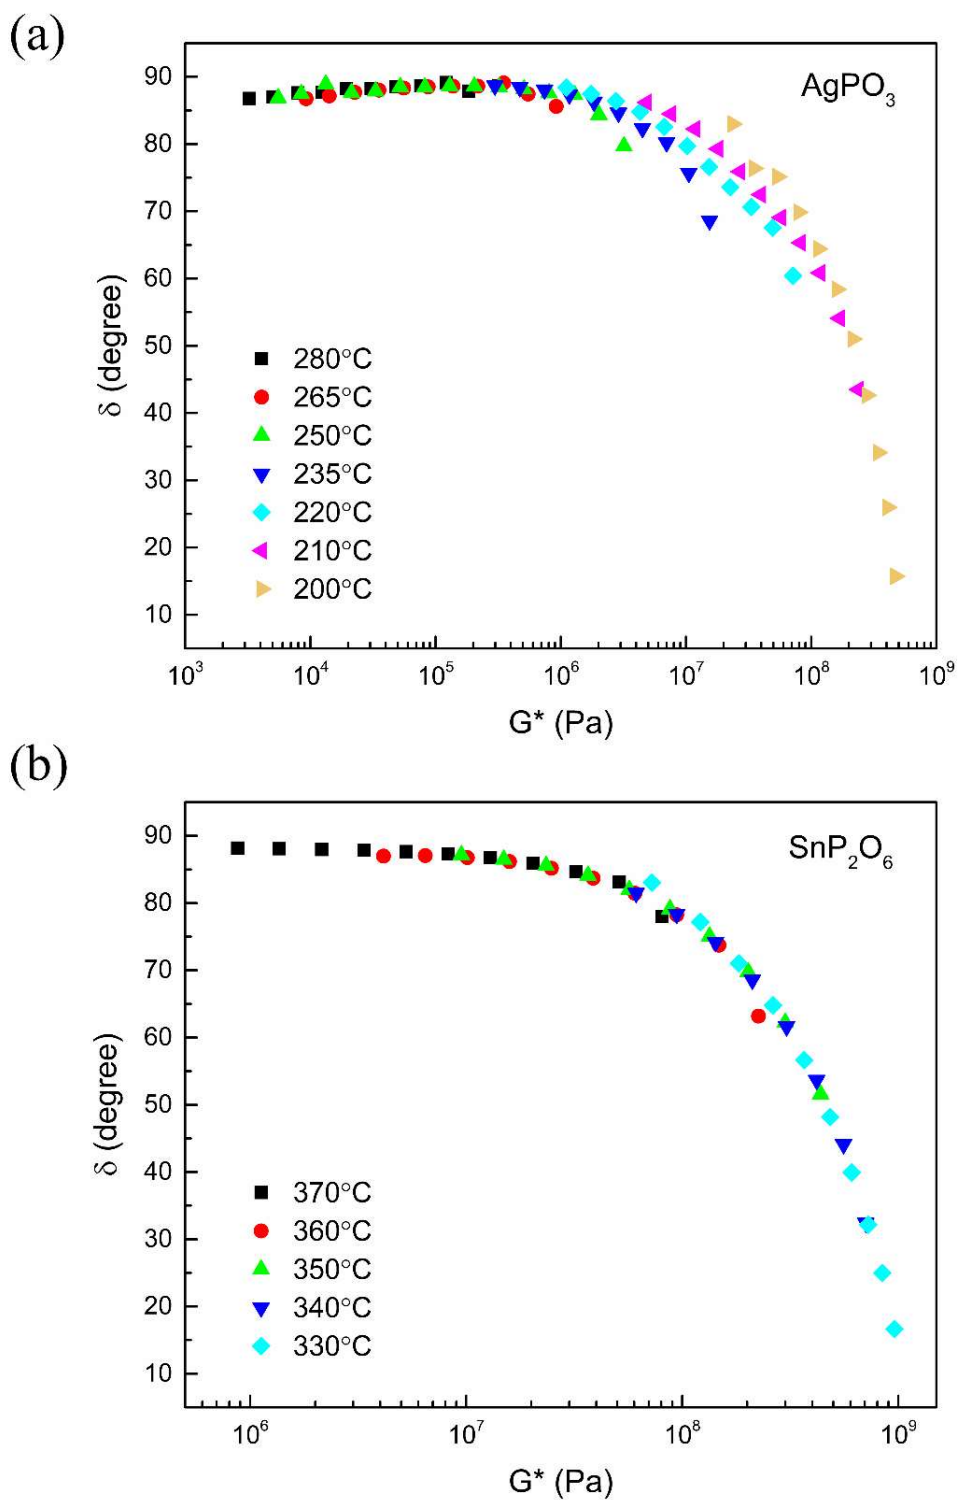 (a)
AgPO₃
90
80
70
60
50
40
30
20
10
δ (degree)
280°C
265°C
250°C
235°C
220°C
210°C
200°C
10³ 10⁴ 10⁵ 10⁶ 10⁷ 10⁸ 10⁹
G* (Pa)
(b)
SnP₂O₆
90
80
70
60
50
40
30
20
10
δ (degree)
370°C
360°C
350°C
340°C
330°C
10⁶ 10⁷ 10⁸ 10⁹
G* (Pa)